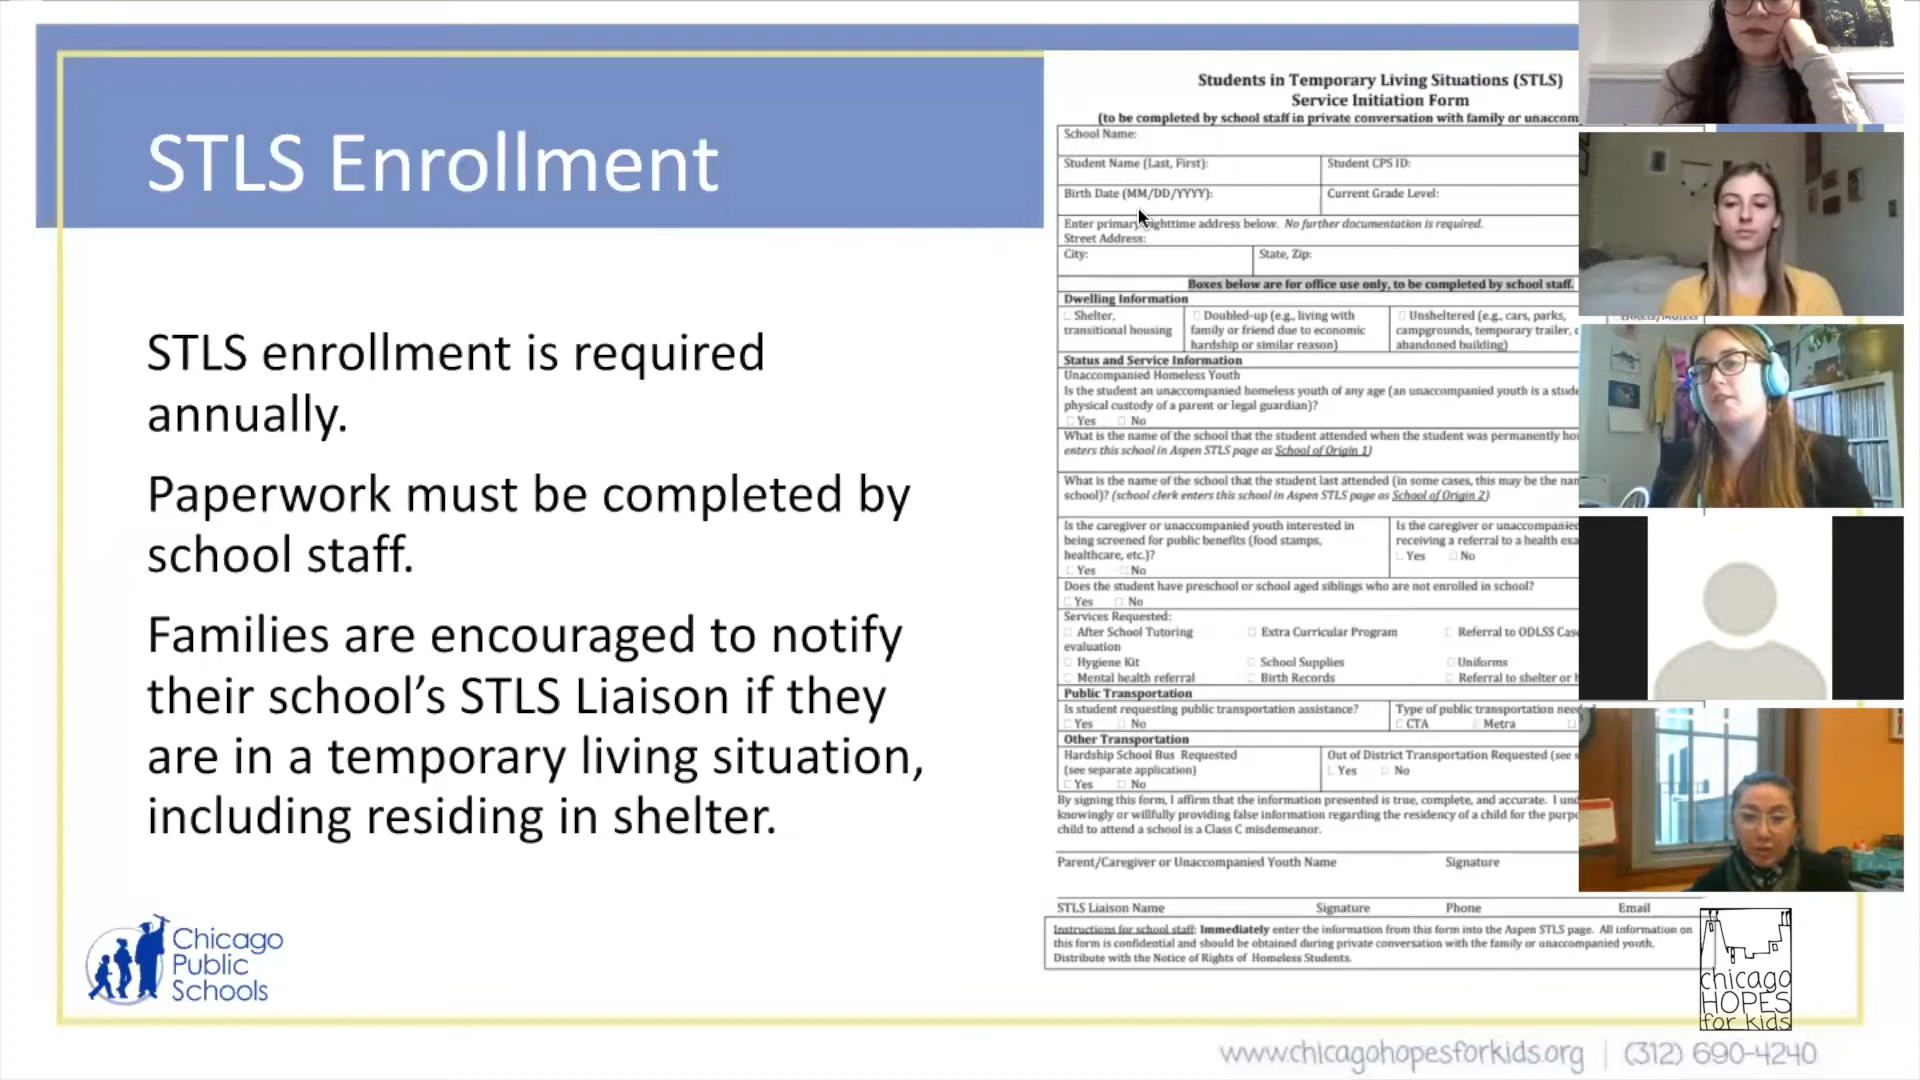 STLS Enrollment
STLS enrollment is required
annually.
Paperwork must be completed by
school staff.
Families are encouraged to notify
their school’s STLS Liaison if they
are in a temporary living situation,
including residing in shelter.
Chicago
Public
Schools
Students in Temporary Living Situations (STLS)
Service Initiation Form
(to be completed by school staff in private conversation with family or
School Name:
Student Name (Last, First): Student CPS ID:
Birth Date (MM/DD/YYYY): Current Grade Level:
Enter primary nighttime address below. No further documentation is required.
Street Address:
City: State, Zip:
Boxes below are for office use only, to be completed by school staff.
Dwelling Information
Shelter, Doubled-up (e.g., living with Unsheltered (e.g., cars, parks,
transitional housing family or friend due to economic campgrounds, temporary trailer,
hardship or similar reason) abandoned building)
Status and Service Information
Unaccompanied Homeless Youth
Is the student an unaccompanied homeless youth of any age (an unaccompanied youth is a
physical custody of a parent or legal guardian)?
Yes No
What is the name of the school that the student attended when the student was permanently
enters this school in Aspen STLS page as School of Origin 1)
What is the name of the school that the student last attended (in some cases, this may be the
school)? (school clerk enters this school in Aspen STLS page as School of Origin 2)
Is the caregiver or unaccompanied youth interested in Is the caregiver or
being screened for public benefits (food stamps, receiving a referral to a health
healthcare, etc.)? Yes No
Yes No
Does the student have preschool or school aged siblings who are not enrolled in school?
Yes No
Services Requested:
After School Tutoring Extra Curricular Program Referral to ODLSS
evaluation
Hygiene Kit School Supplies Uniforms
Mental health referral Birth Records Referral to shelter or
Public Transportation
Is student requesting public transportation assistance? Type of public transportation
Yes No CTA Metra
Other Transportation
Hardship School Bus Requested Out of District Transportation Requested (see
(see separate application) Yes No
Yes No
By signing this form, I affirm that the information presented is true, complete, and accurate. I
knowingly or willfully providing false information regarding the residency of a child for the
child to attend a school is a Class C misdemeanor.
Parent/Caregiver or Unaccompanied Youth Name Signature
STLS Liaison Name Signature Phone Email
Instructions for school staff: Immediately enter the information from this form into the Aspen STLS page. All information on
this form is confidential and should be obtained during private conversation with the family or unaccompanied youth.
Distribute with the Notice of Rights of Homeless Students.
chicago
HOPES
for kids
www.chicagohopesforkids.org | (312) 690-4240